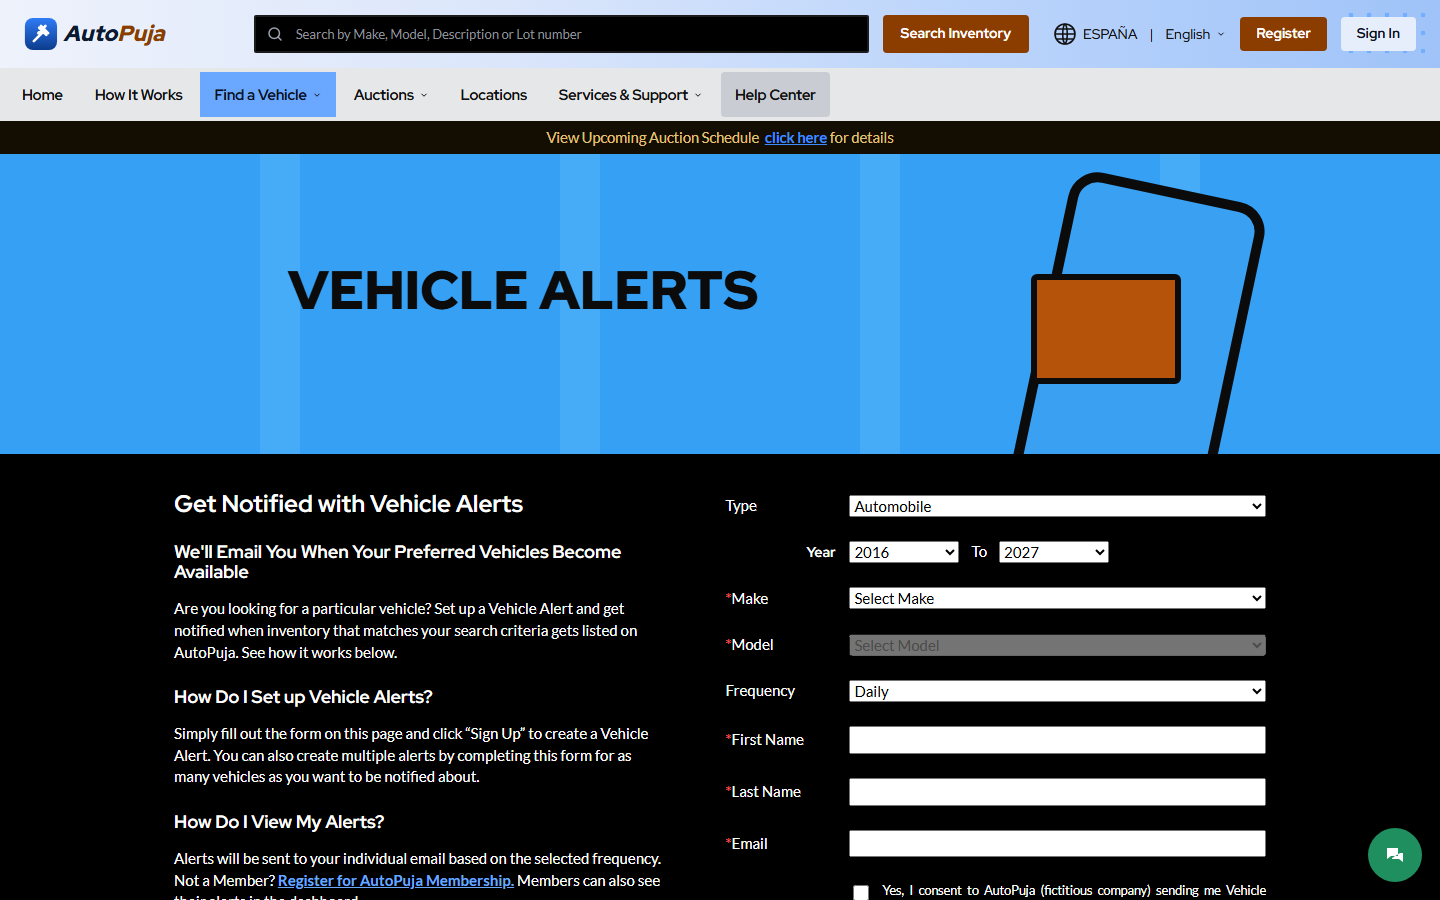 AutoPuja
Search by Make, Model, Description or Lot number
Search Inventory
ESPAÑA | English
Register
Sign In
Home
How It Works
Find a Vehicle
Auctions
Locations
Services & Support
Help Center
View Upcoming Auction Schedule click here for details
VEHICLE ALERTS
Get Notified with Vehicle Alerts
We'll Email You When Your Preferred Vehicles Become
Available
Are you looking for a particular vehicle? Set up a Vehicle Alert and get
notified when inventory that matches your search criteria gets listed on
AutoPuja. See how it works below.
How Do I Set up Vehicle Alerts?
Simply fill out the form on this page and click “Sign Up” to create a Vehicle
Alert. You can also create multiple alerts by completing this form for as
many vehicles as you want to be notified about.
How Do I View My Alerts?
Alerts will be sent to your individual email based on the selected frequency.
Not a Member? Register for AutoPuja Membership. Members can also see
their alerts in the dashboard
Type
Automobile
Year
2016
To
2027
*Make
Select Make
*Model
Select Model
Frequency
Daily
*First Name
*Last Name
*Email
Yes, I consent to AutoPuja (fictitious company) sending me Vehicle